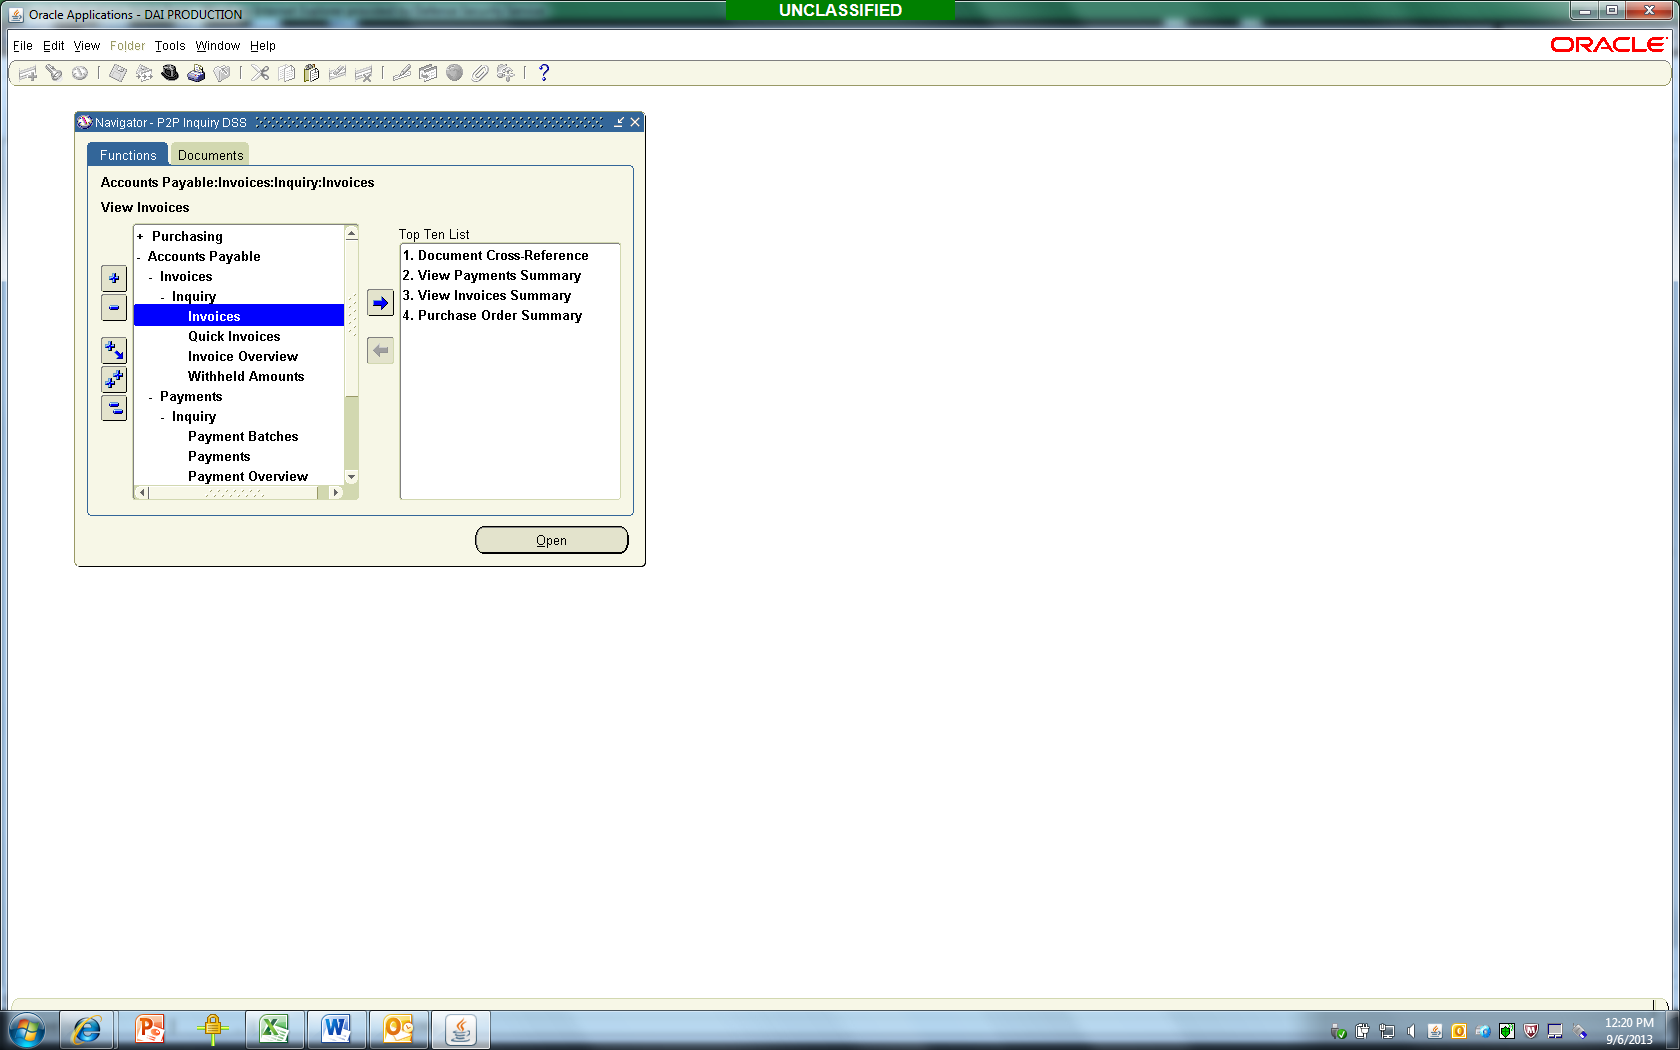 Oracle Applications - DAI PRODUCTION
UNCLASSIFIED
File Edit View Folder Tools Window Help
ORACLE
Navigator - P2P Inquiry DSS
Functions Documents
Accounts Payable:Invoices:Inquiry:Invoices
View Invoices
+ Purchasing
- Accounts Payable
- Invoices
- Inquiry
Invoices
Quick Invoices
Invoice Overview
Withheld Amounts
- Payments
- Inquiry
Payment Batches
Payments
Payment Overview
Top Ten List
1. Document Cross-Reference
2. View Payments Summary
3. View Invoices Summary
4. Purchase Order Summary
Open
12:20 PM
9/6/2013